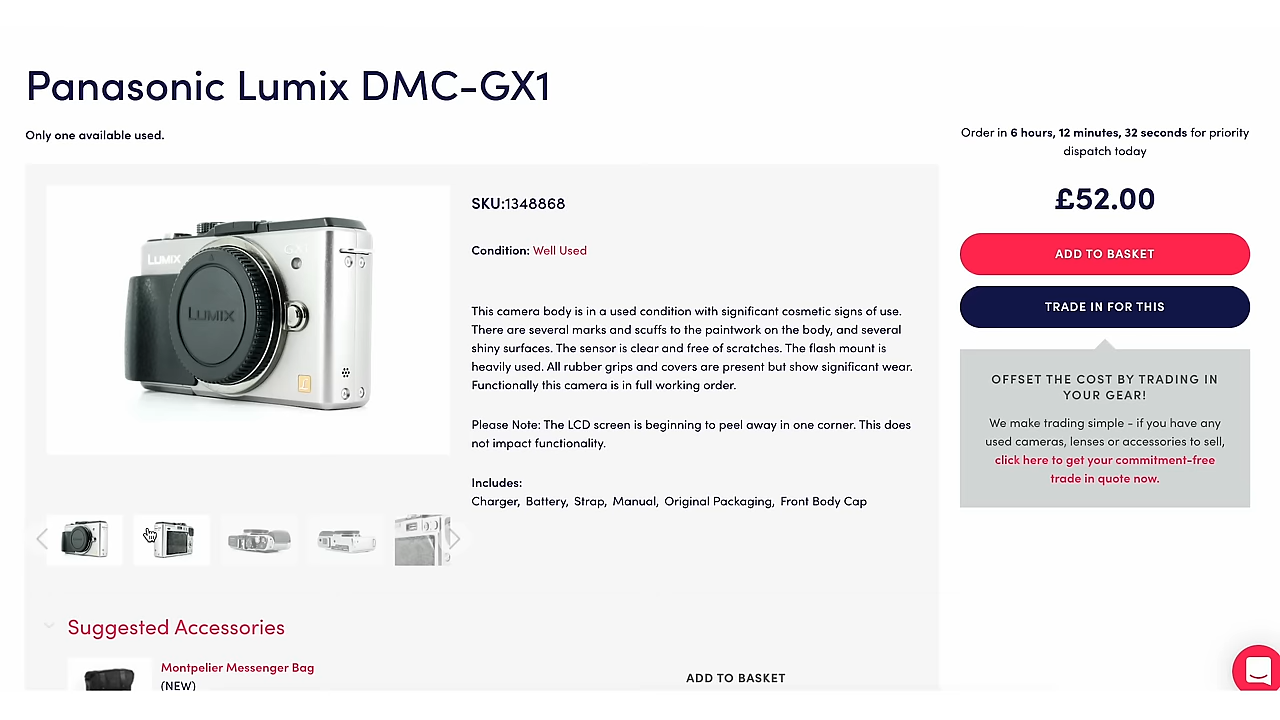 Panasonic Lumix DMC-GX1
Only one available used.
Order in 6 hours, 12 minutes, 32 seconds for priority
dispatch today
£52.00
ADD TO BASKET
TRADE IN FOR THIS
OFFSET THE COST BY TRADING IN
YOUR GEAR!
We make trading simple - if you have any
used cameras, lenses or accessories to sell,
click here to get your commitment-free
trade in quote now.
LUMIX
GX1
LUMIX
SKU:1348868
Condition: Well Used
This camera body is in a used condition with significant cosmetic signs of use.
There are several marks and scuffs to the paintwork on the body, and several
shiny surfaces. The sensor is clear and free of scratches. The flash mount is
heavily used. All rubber grips and covers are present but show significant wear.
Functionally this camera is in full working order.
Please Note: The LCD screen is beginning to peel away in one corner. This does
not impact functionality.
Includes:
Charger, Battery, Strap, Manual, Original Packaging, Front Body Cap
Suggested Accessories
Montpelier Messenger Bag
(NEW)
ADD TO BASKET